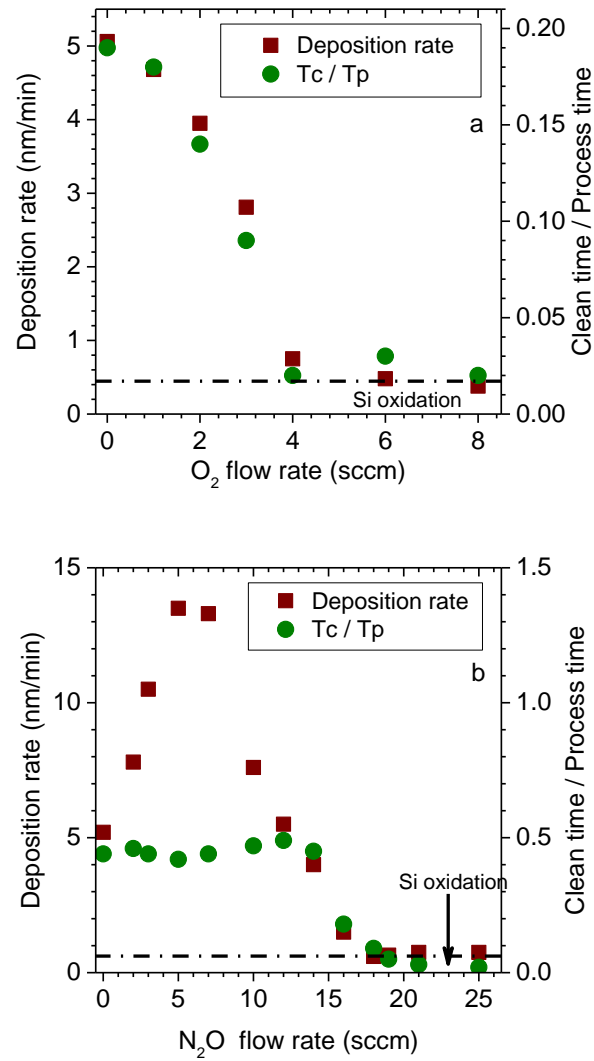 Deposition rate
Tc / Tp
a
Si oxidation
5
4
3
2
1
0
0.20
0.15
0.10
0.05
0.00
0 2 4 6 8
Deposition rate (nm/min)
Clean time / Process time
O2 flow rate (sccm)
Deposition rate
Tc / Tp
b
Si oxidation
15
10
5
0
1.5
1.0
0.5
0.0
0 5 10 15 20 25
Deposition rate (nm/min)
Clean time / Process time
N2O flow rate (sccm)